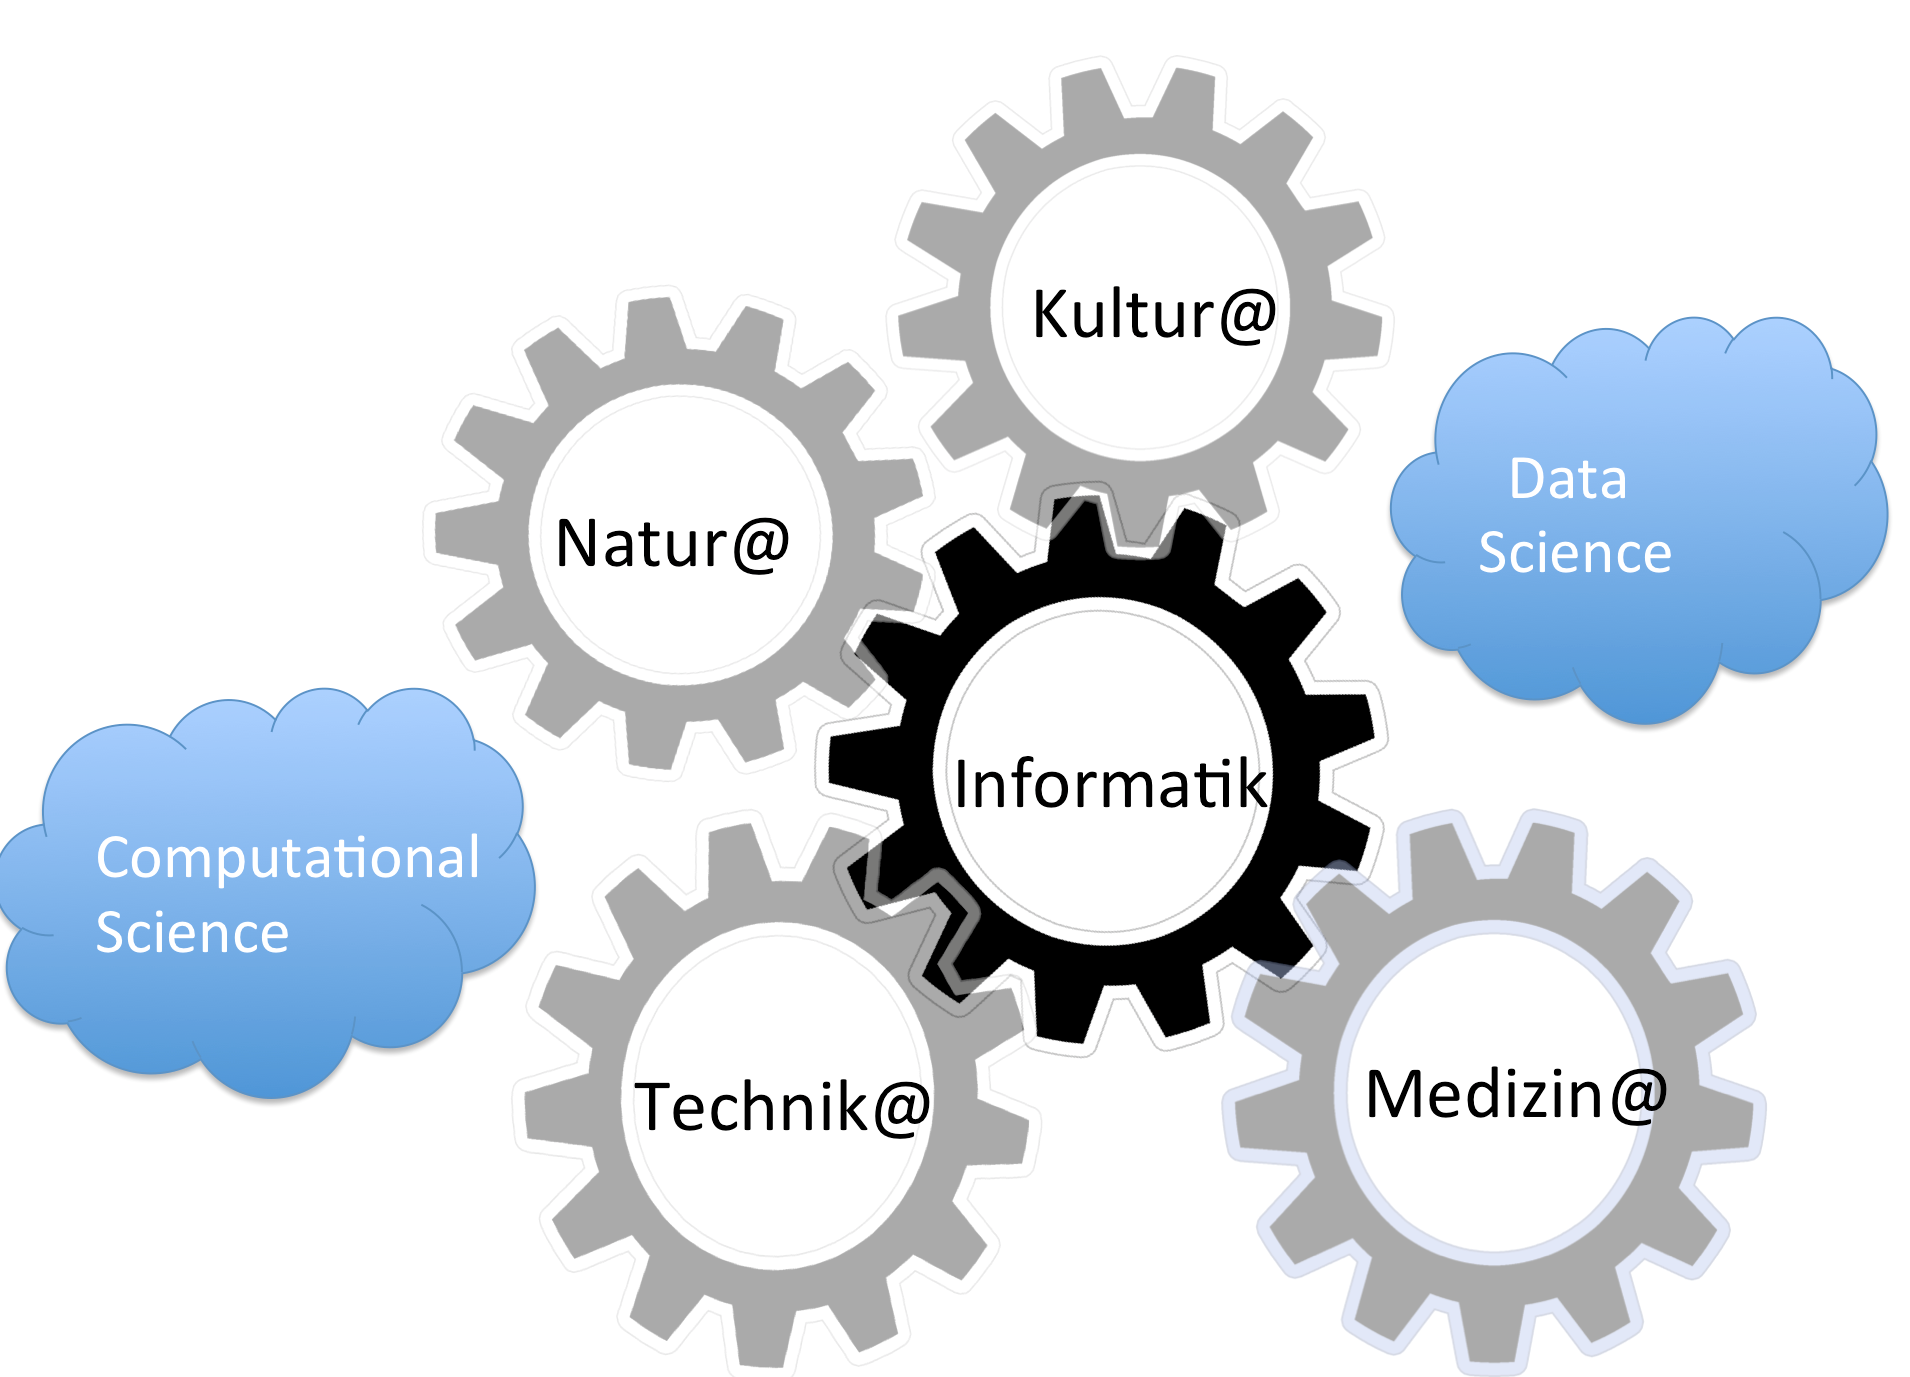 Kultur@
Natur@
Data
Science
Informatik
Computational
Science
Technik@
Medizin@